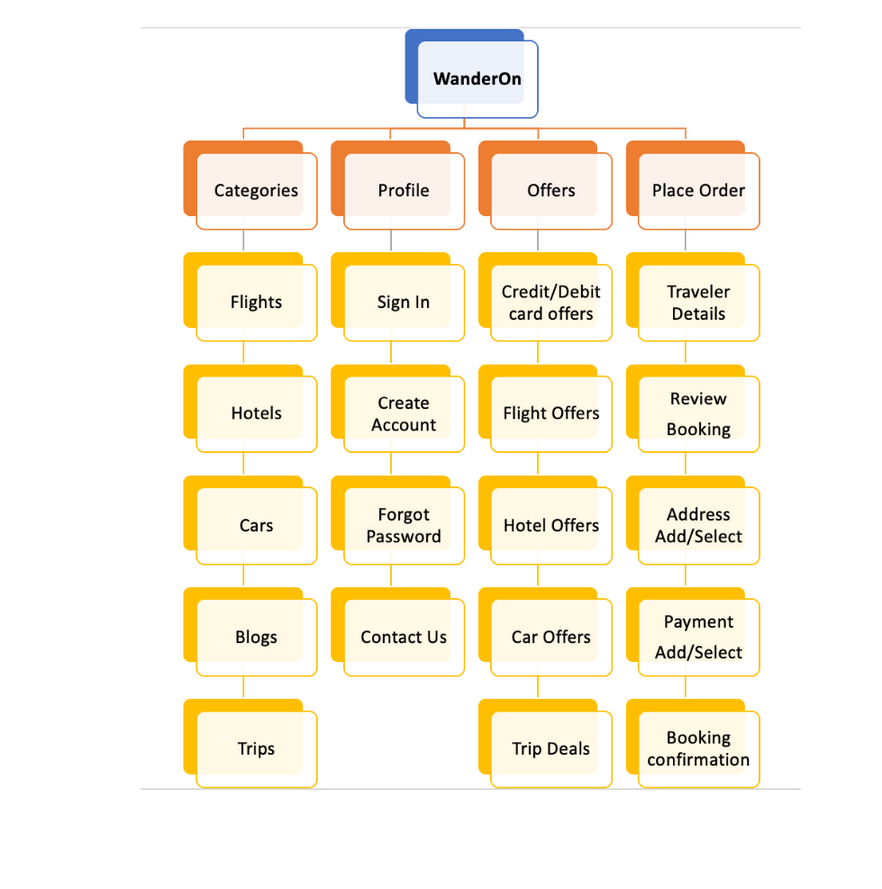 WanderOn
Categories
Profile
Offers
Place Order
Flights
Sign In
Credit/Debit
card offers
Traveler
Details
Hotels
Create
Account
Flight Offers
Review
Booking
Cars
Forgot
Password
Hotel Offers
Address
Add/Select
Blogs
Contact Us
Car Offers
Payment
Add/Select
Trips
Trip Deals
Booking
confirmation